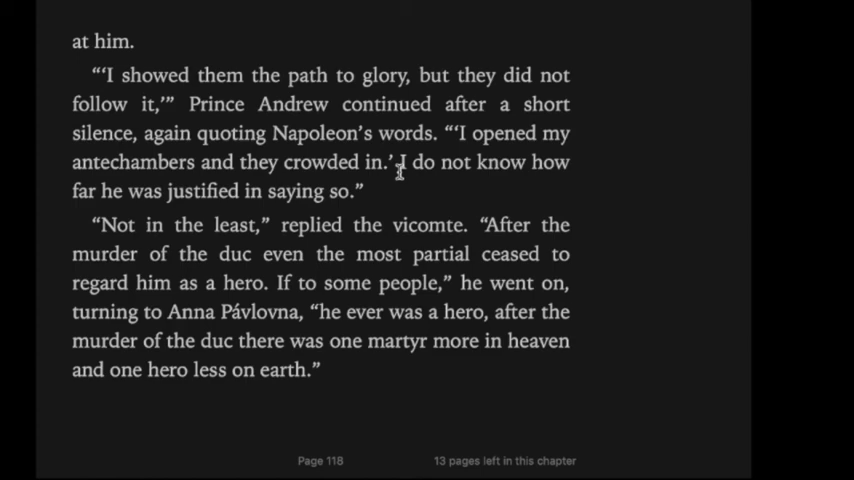 at him.
“‘I showed them the path to glory, but they did not
follow it,’” Prince Andrew continued after a short
silence, again quoting Napoleon’s words. “‘I opened my
antechambers and they crowded in.’ I do not know how
far he was justified in saying so.”
“Not in the least,” replied the vicomte. “After the
murder of the duc even the most partial ceased to
regard him as a hero. If to some people,” he went on,
turning to Anna Pávlovna, “he ever was a hero, after the
murder of the duc there was one martyr more in heaven
and one hero less on earth.”
Page 118
13 pages left in this chapter